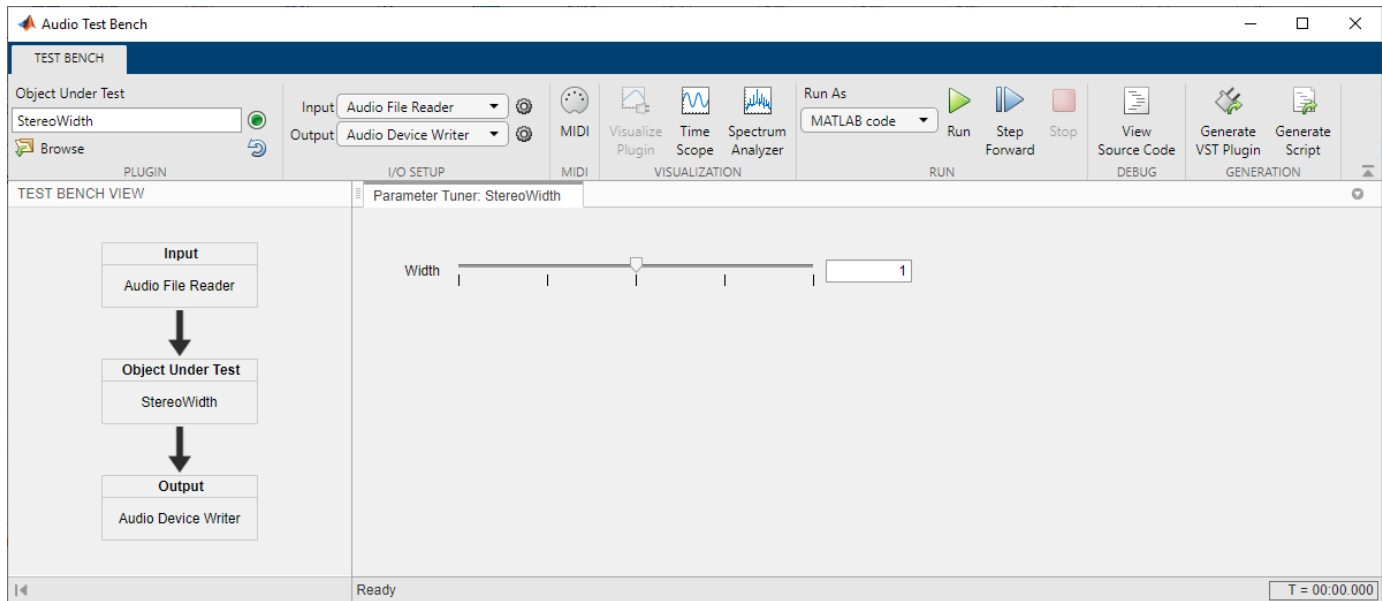 Audio Test Bench
TEST BENCH
Object Under Test
StereoWidth
Browse
PLUGIN
Input Audio File Reader
Output Audio Device Writer
I/O SETUP
MIDI
MIDI
Visualize
Plugin
Time
Scope
Spectrum
Analyzer
VISUALIZATION
Run As
MATLAB code
Run
Step
Forward
Stop
RUN
View
Source Code
DEBUG
Generate
VST Plugin
Generate
Script
GENERATION
TEST BENCH VIEW
Input
Audio File Reader
Object Under Test
StereoWidth
Output
Audio Device Writer
Parameter Tuner: StereoWidth
Width 1
Ready
T = 00:00.000